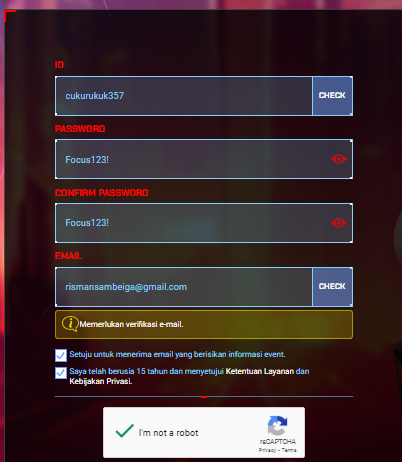 ID
cukurukuk357
CHECK
PASSWORD
Focus123!
CONFIRM PASSWORD
Focus123!
EMAIL
rismansambeiga@gmail.com
CHECK
Memerlukan verifikasi e-mail.
Setuju untuk menerima email yang berisikan informasi event.
Saya telah berusia 15 tahun dan menyetujui Ketentuan Layanan dan
Kebijakan Privasi.
I'm not a robot
reCAPTCHA
Privacy - Terms